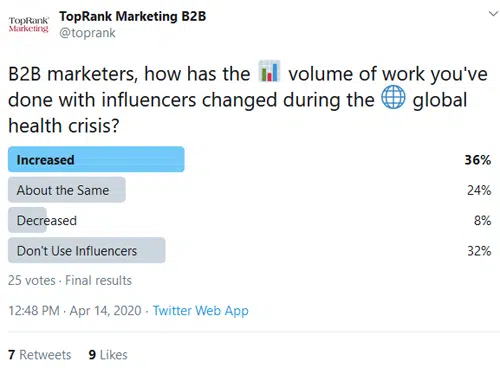 TopRank®
Marketing
TopRank Marketing B2B
@toprank
B2B marketers, how has the 📊 volume of work you've
done with influencers changed during the 🌐 global
health crisis?
Increased 36%
About the Same 24%
Decreased 8%
Don't Use Influencers 32%
25 votes · Final results
12:48 PM · Apr 14, 2020 · Twitter Web App
7 Retweets 9 Likes